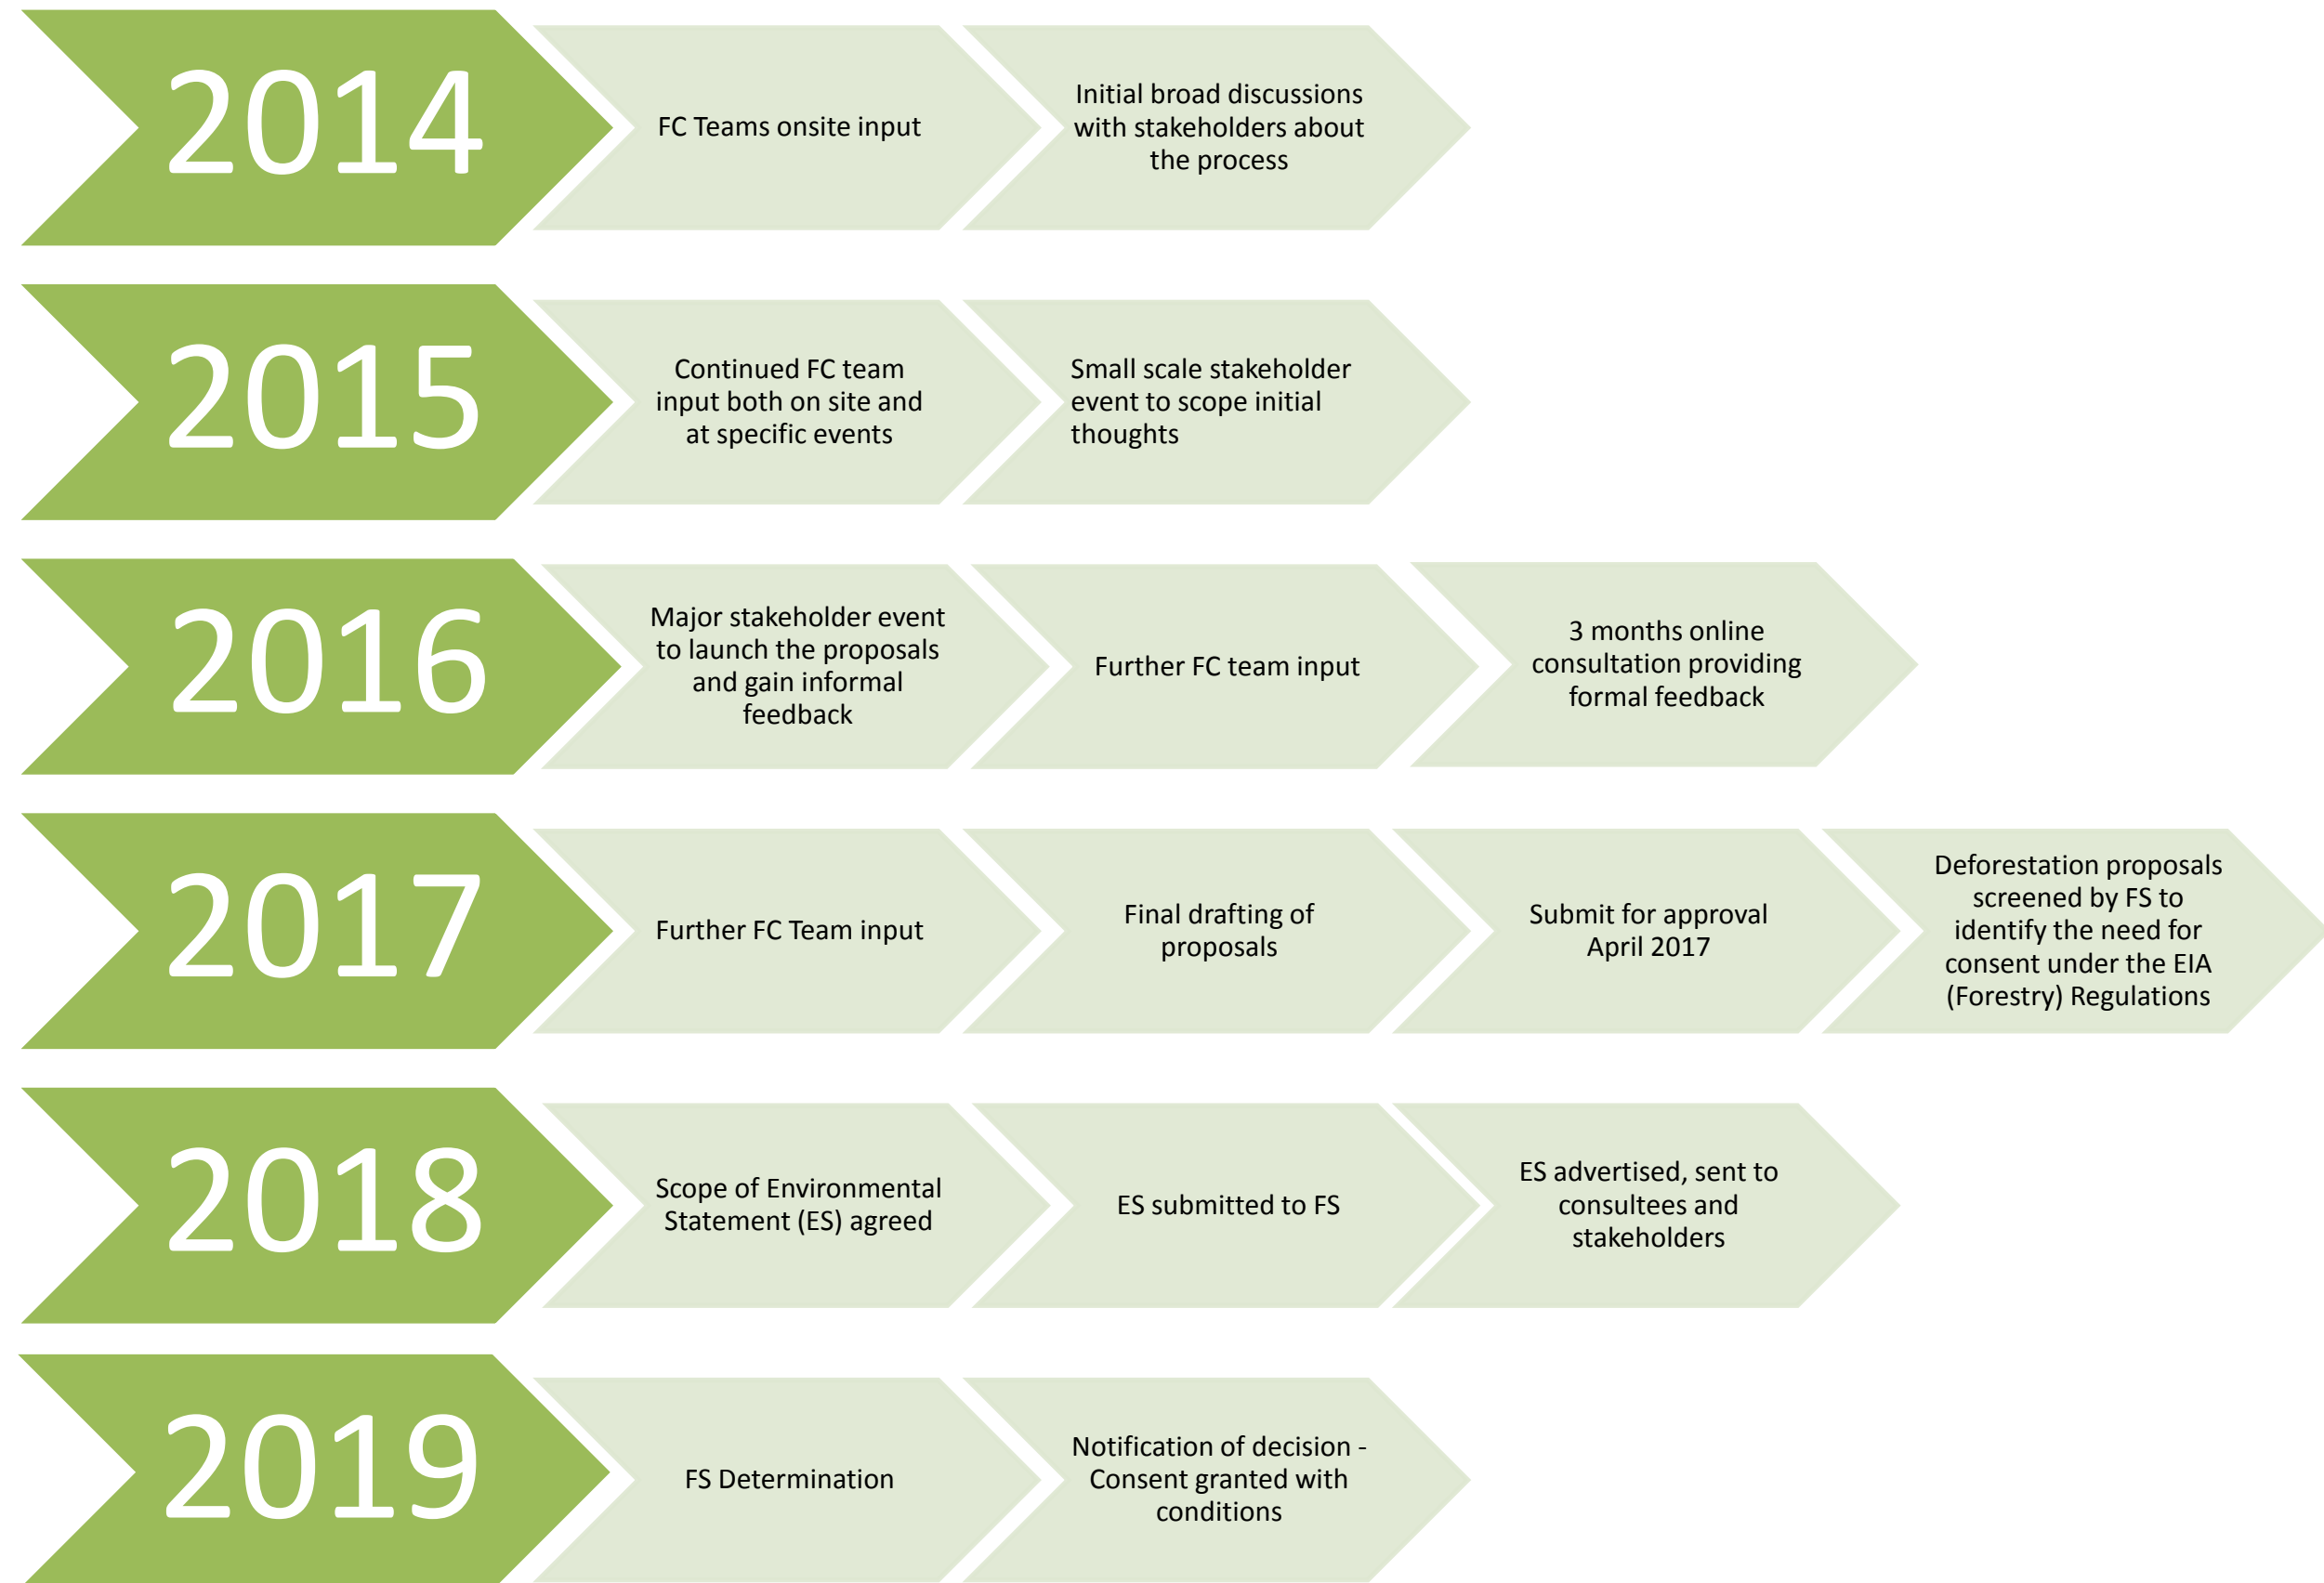 2014
FC Teams onsite input
Initial broad discussions
with stakeholders about
the process
2015
Continued FC team
input both on site and
at specific events
Small scale stakeholder
event to scope initial
thoughts
2016
Major stakeholder event
to launch the proposals
and gain informal
feedback
Further FC team input
3 months online
consultation providing
formal feedback
2017
Further FC Team input
Final drafting of
proposals
Submit for approval
April 2017
Deforestation proposals
screened by FS to
identify the need for
consent under the EIA
(Forestry) Regulations
2018
Scope of Environmental
Statement (ES) agreed
ES submitted to FS
ES advertised, sent to
consultees and
stakeholders
2019
FS Determination
Notification of decision -
Consent granted with
conditions